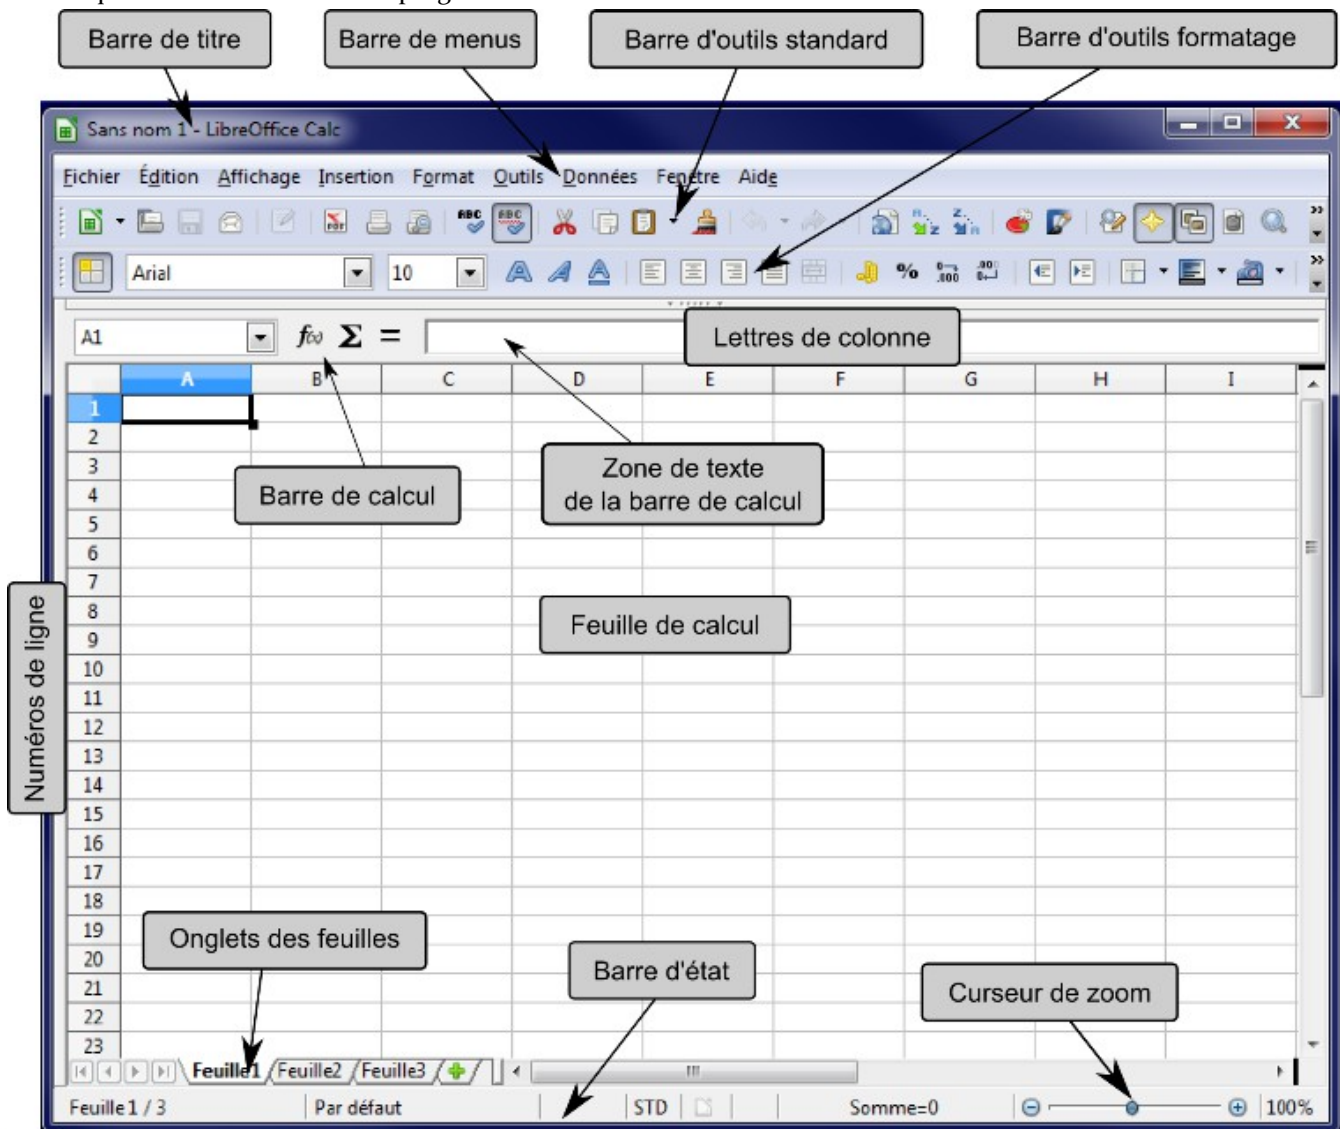 Barre de titre
Barre de menus
Barre d'outils standard
Barre d'outils formatage
Sans nom 1 - LibreOffice Calc
Fichier Édition Affichage Insertion Format Outils Données Fenêtre Aide
Arial 10
A1
Lettres de colonne
A B C D E F G H I
1
2
3
4
5
6
7
8
9
10
11
12
13
14
15
16
17
18
19
20
21
22
23
Zone de texte
de la barre de calcul
Barre de calcul
Numéros de ligne
Feuille de calcul
Onglets des feuilles
Barre d'état
Curseur de zoom
Feuille1 Feuille2 Feuille3
Feuille 1 / 3 Par défaut STD Somme=0 100%